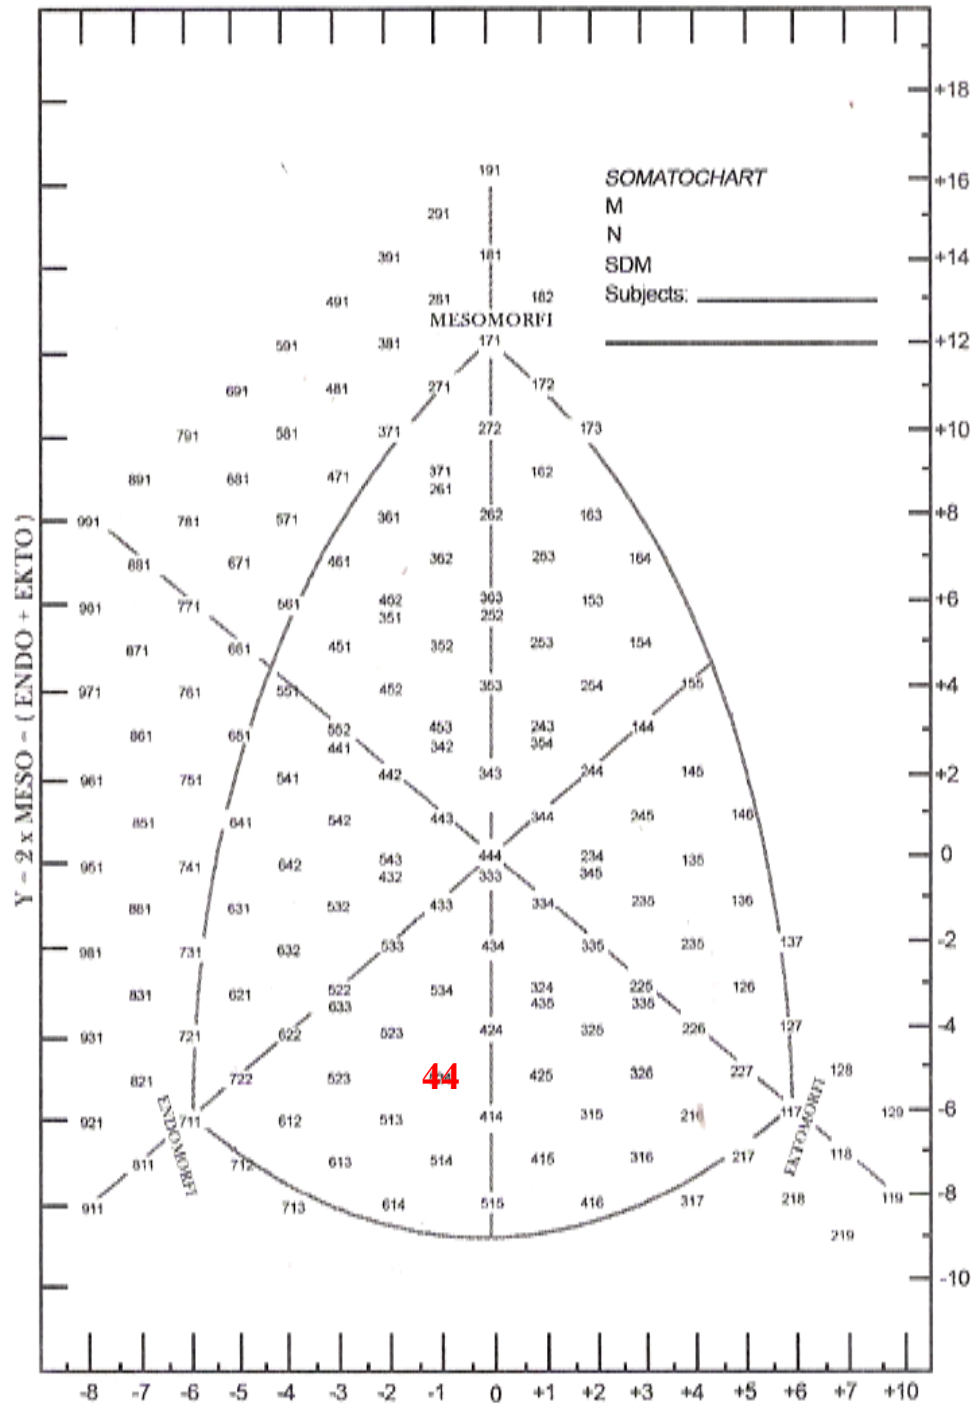 +18
191
SOMATOCHART
+16
M
291
N
+14
391 181
SDM
491 281 182
Subjects:
MESOMORFI
591 381 171
+12
691 481 271 172
791 581 371 272 173
+10
891 681 471 371 162
261
991 781 571 361 262 163
+8
881 671 461 362 263 164
981 771 561 462 363 153
+6
351 252
871 661 451 352 253 154
971 761 551 452 353 254 155
+4
861 651 552 453 243 144
441 342 354
961 751 541 442 343 244 145
+2
851 641 542 443 344 245 146
951 741 642 543 444 234 135
0
432 333 345
881 631 532 433 334 235 136
981 731 632 533 434 335 235 137
-2
831 621 522 534 324 225 126
633 435 335
931 721 622 523 424 325 226 127
-4
821 722 523 44 425 326 227 128
921 711 612 513 414 315 216 117 129
-6
811 712 613 514 415 316 217 118
911 713 614 515 416 317 218 119
-8
219
-10
ENDOMORFI
EKTOMORFI
Y - 2 x MESO - ( ENDO + EKTO )
-8 -7 -6 -5 -4 -3 -2 -1 0 +1 +2 +3 +4 +5 +6 +7 +10